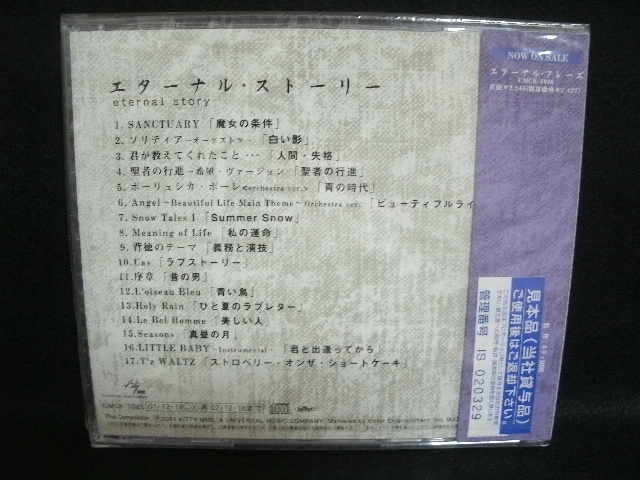 エターナル・ストーリー
eternal story
1. SANCTUARY「魔女の条件」
2. ソリティア-オーケストラ-「白い影」
3. 君が教えてくれたこと…「人間・失格」
4. 聖者の行進-希望・ヴァージョン「聖者の行進」
5. ポーリュシカ・ポーレ<orchestra ver.>「青の時代」
6. Angel ~Beautiful Life Main Theme~ Orchestra ver.「ビューティフルライ
7. Snow Tales I「Summer Snow」
8. Meaning of Life「私の運命」
9. 背徳のテーマ「義務と演技」
10. Cas「ラブストーリー」
11. 序章「昔の男」
12. L'oiseau Bleu「青い鳥」
13. Holy Rain「ひと夏のラブレター」
14. Le Bel Homme「美しい人」
15. Seasons「真昼の月」
16. LITTLE BABY -Instrumental-「君と出逢ってから」
17. T'z WALTZ「ストロベリー・オンザ・ショートケーキ」
UMCK 1065
NOW ON SALE
エターナル・フレーズ
見本品(当社貸与品)
ご使用後はご返却下さい。
管理番号 IS 020329